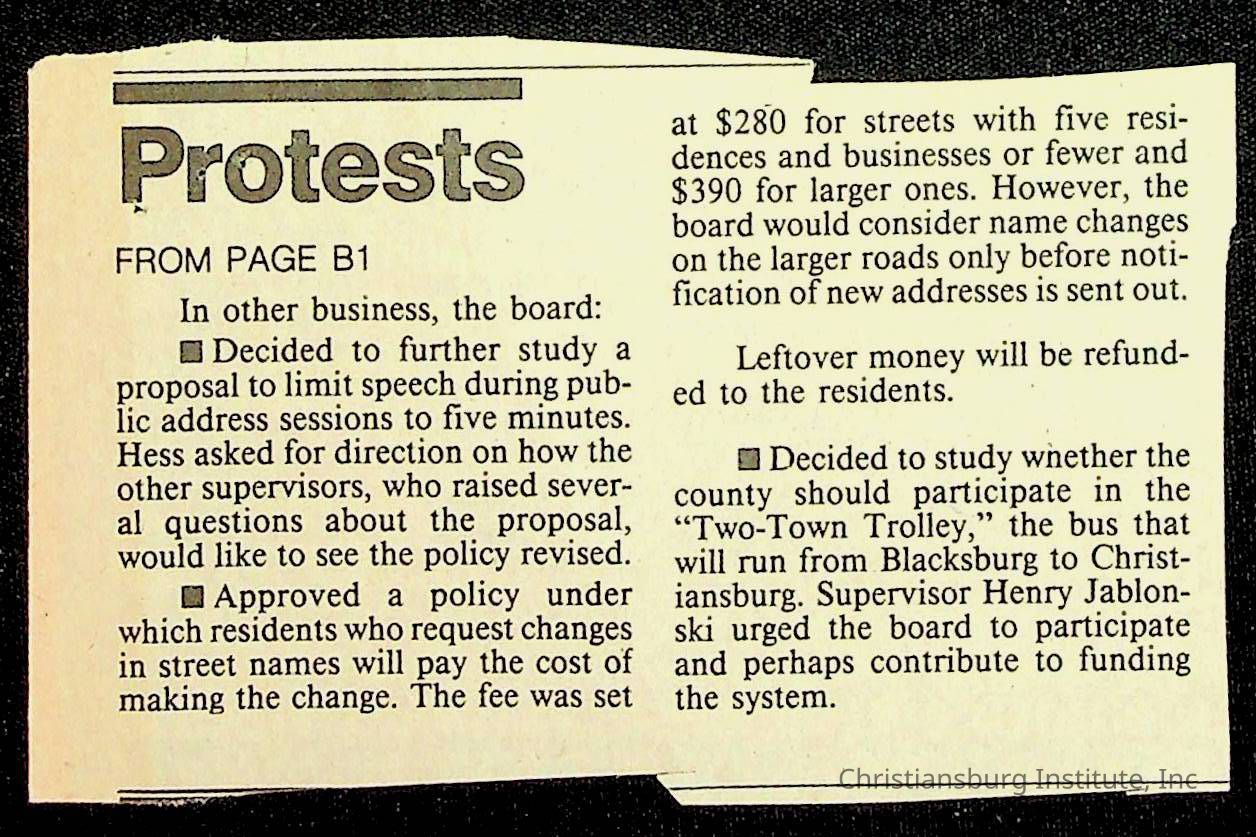 Protests
FROM PAGE B1
In other business, the board:
■ Decided to further study a
proposal to limit speech during pub-
lic address sessions to five minutes.
Hess asked for direction on how the
other supervisors, who raised sever-
al questions about the proposal,
would like to see the policy revised.
■ Approved a policy under
which residents who request changes
in street names will pay the cost of
making the change. The fee was set
at $280 for streets with five resi-
dences and businesses or fewer and
$390 for larger ones. However, the
board would consider name changes
on the larger roads only before noti-
fication of new addresses is sent out.
Leftover money will be refund-
ed to the residents.
■ Decided to study whether the
county should participate in the
“Two-Town Trolley,” the bus that
will run from Blacksburg to Christ-
iansburg. Supervisor Henry Jablon-
ski urged the board to participate
and perhaps contribute to funding
the system.
Christiansburg Institute, Inc